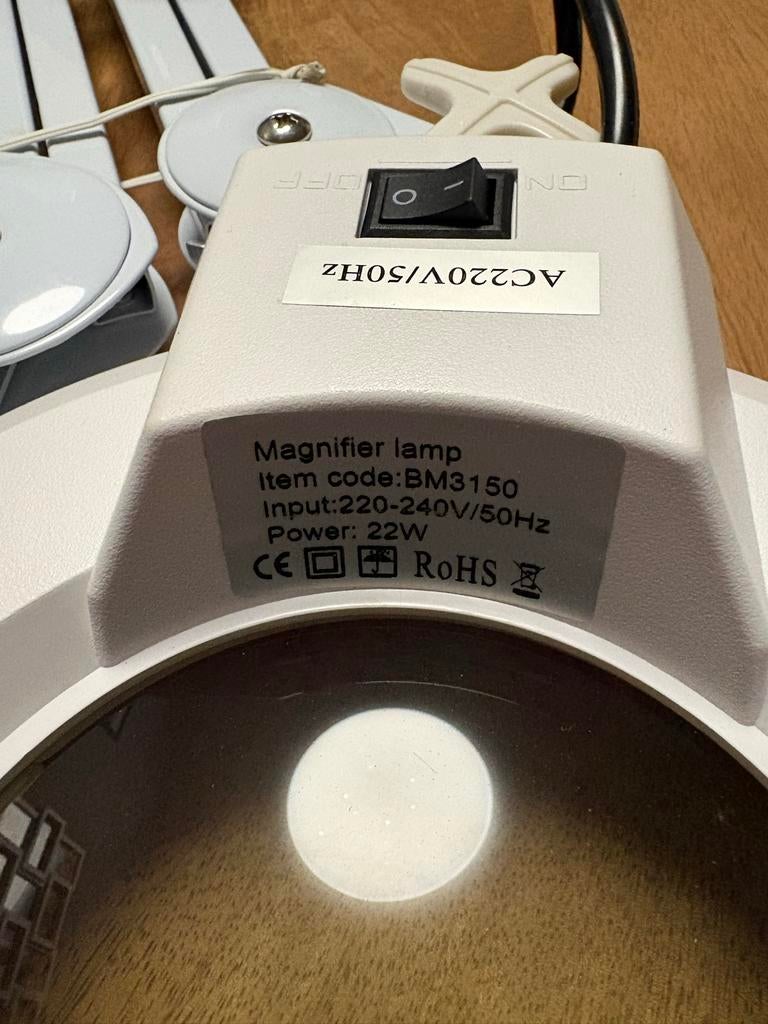 OFF ON
AC220V/50Hz
Magnifier lamp
Item code:BM3150
Input:220-240V/50Hz
Power: 22W
CE RoHS